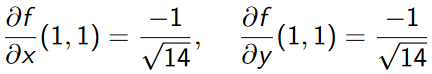 ∂f/∂x (1, 1) = −1/√14, ∂f/∂y (1, 1) = −1/√14